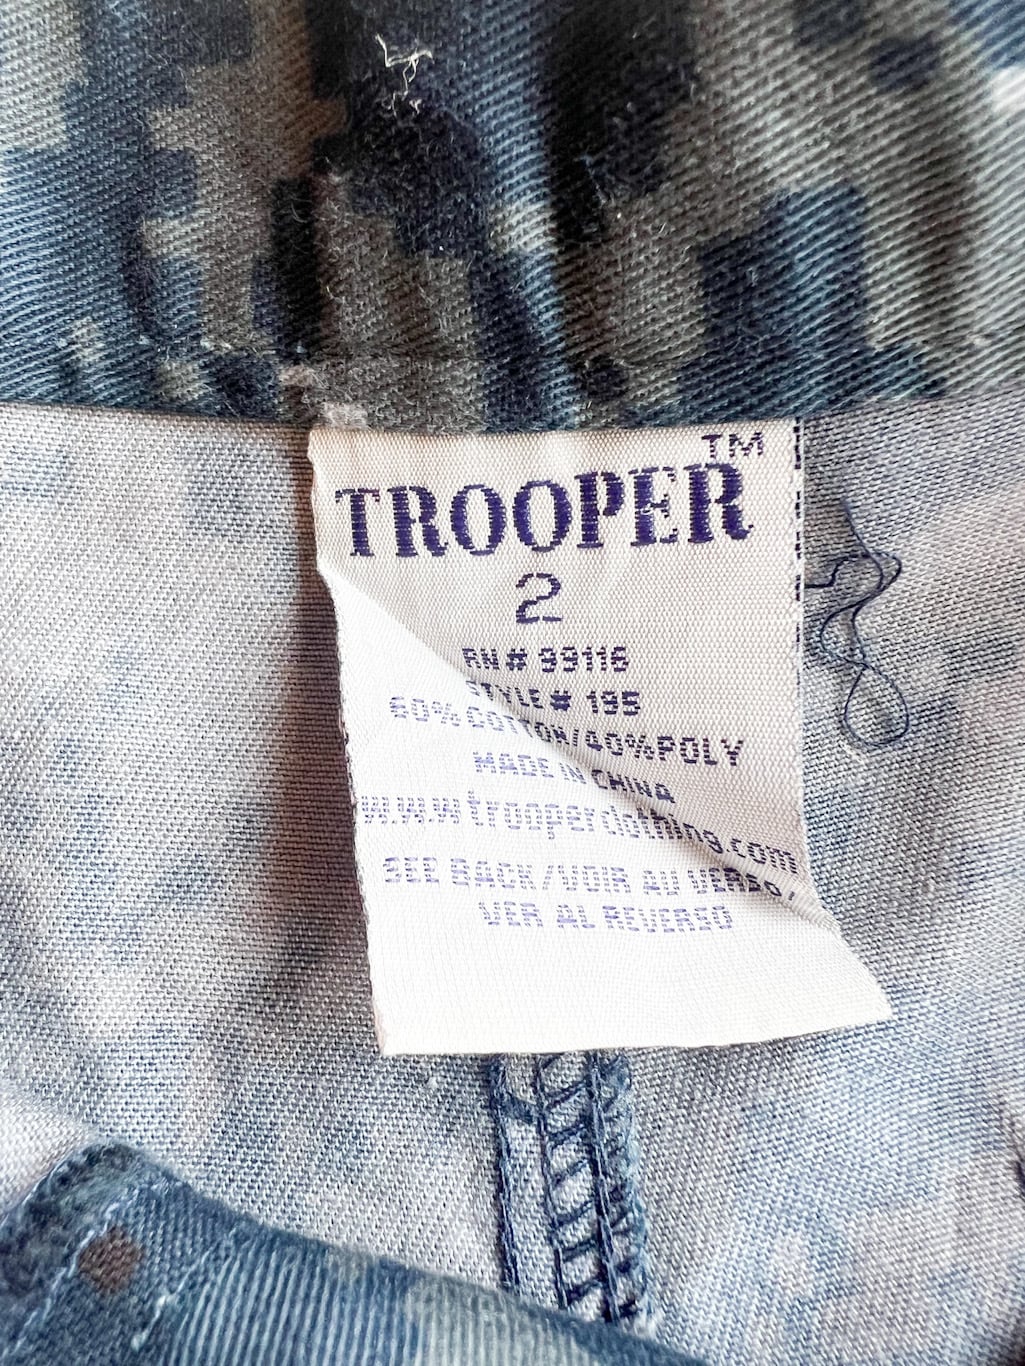 TROOPER™
2
RN# 99116
STYLE# 195
60% COTTON/40%POLY
MADE IN CHINA
www.trooperclothing.com
SEE BACK/VOIR AU VERSO,
VER AL REVERSO